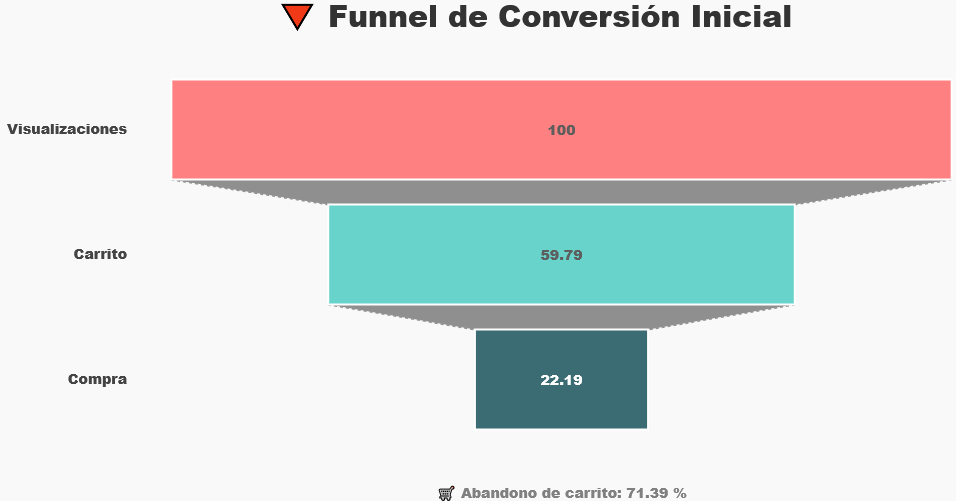 Funnel de Conversión Inicial
Visualizaciones
100
Carrito
59.79
Compra
22.19
Abandono de carrito: 71.39 %